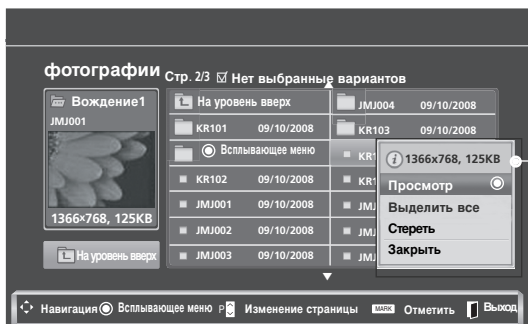 фотографии Стр. 2/3 Нет выбранные вариантов
Вождение1
JMJ001
1366x768, 125KB
На уровень вверх
На уровень вверх
KR101 09/10/2008
Всплывающее меню
KR102 09/10/2008
JMJ001 09/10/2008
JMJ002 09/10/2008
JMJ003 09/10/2008
JMJ004 09/10/2008
KR103 09/10/2008
1366x768, 125KB
Просмотр
Выделить все
Стереть
Закрыть
Навигация Всплывающее меню P Изменение страницы MARK Отметить Выход